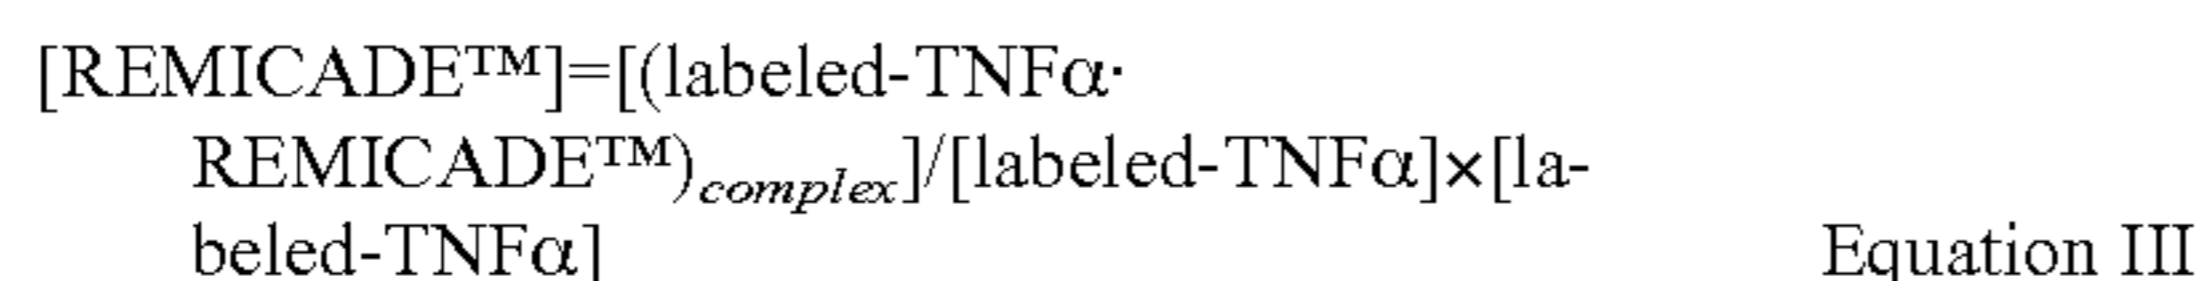 [REMICADE™]=[(labeled-TNFα·
REMICADE™)complex]/[labeled-TNFα]×[la-
beled-TNFα] Equation III